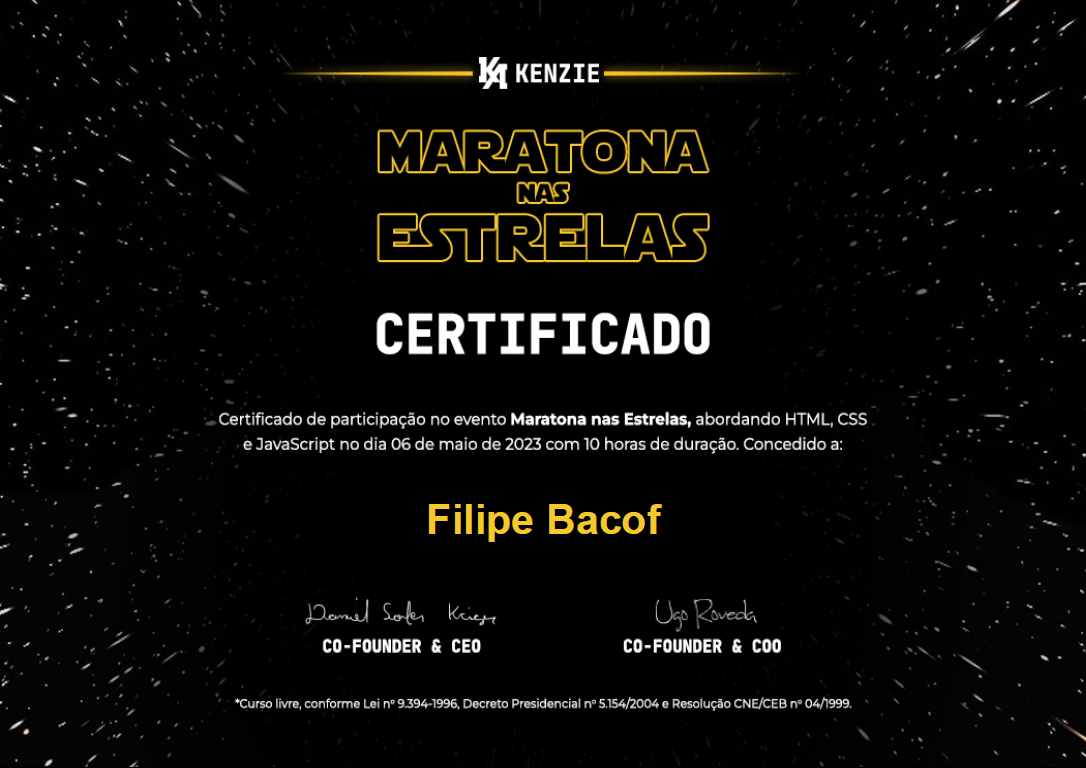 KA KENZIE
MARATONA
NAS
ESTRELAS
CERTIFICADO
Certificado de participação no evento Maratona nas Estrelas, abordando HTML, CSS
e JavaScript no dia 06 de maio de 2023 com 10 horas de duração. Concedido a:
Filipe Bacof
Ugo Roveda
CO-FOUNDER & CEO
CO-FOUNDER & COO
*Curso livre, conforme Lei nº 9.394-1996, Decreto Presidencial nº 5.154/2004 e Resolução CNE/CEB nº 04/1999.